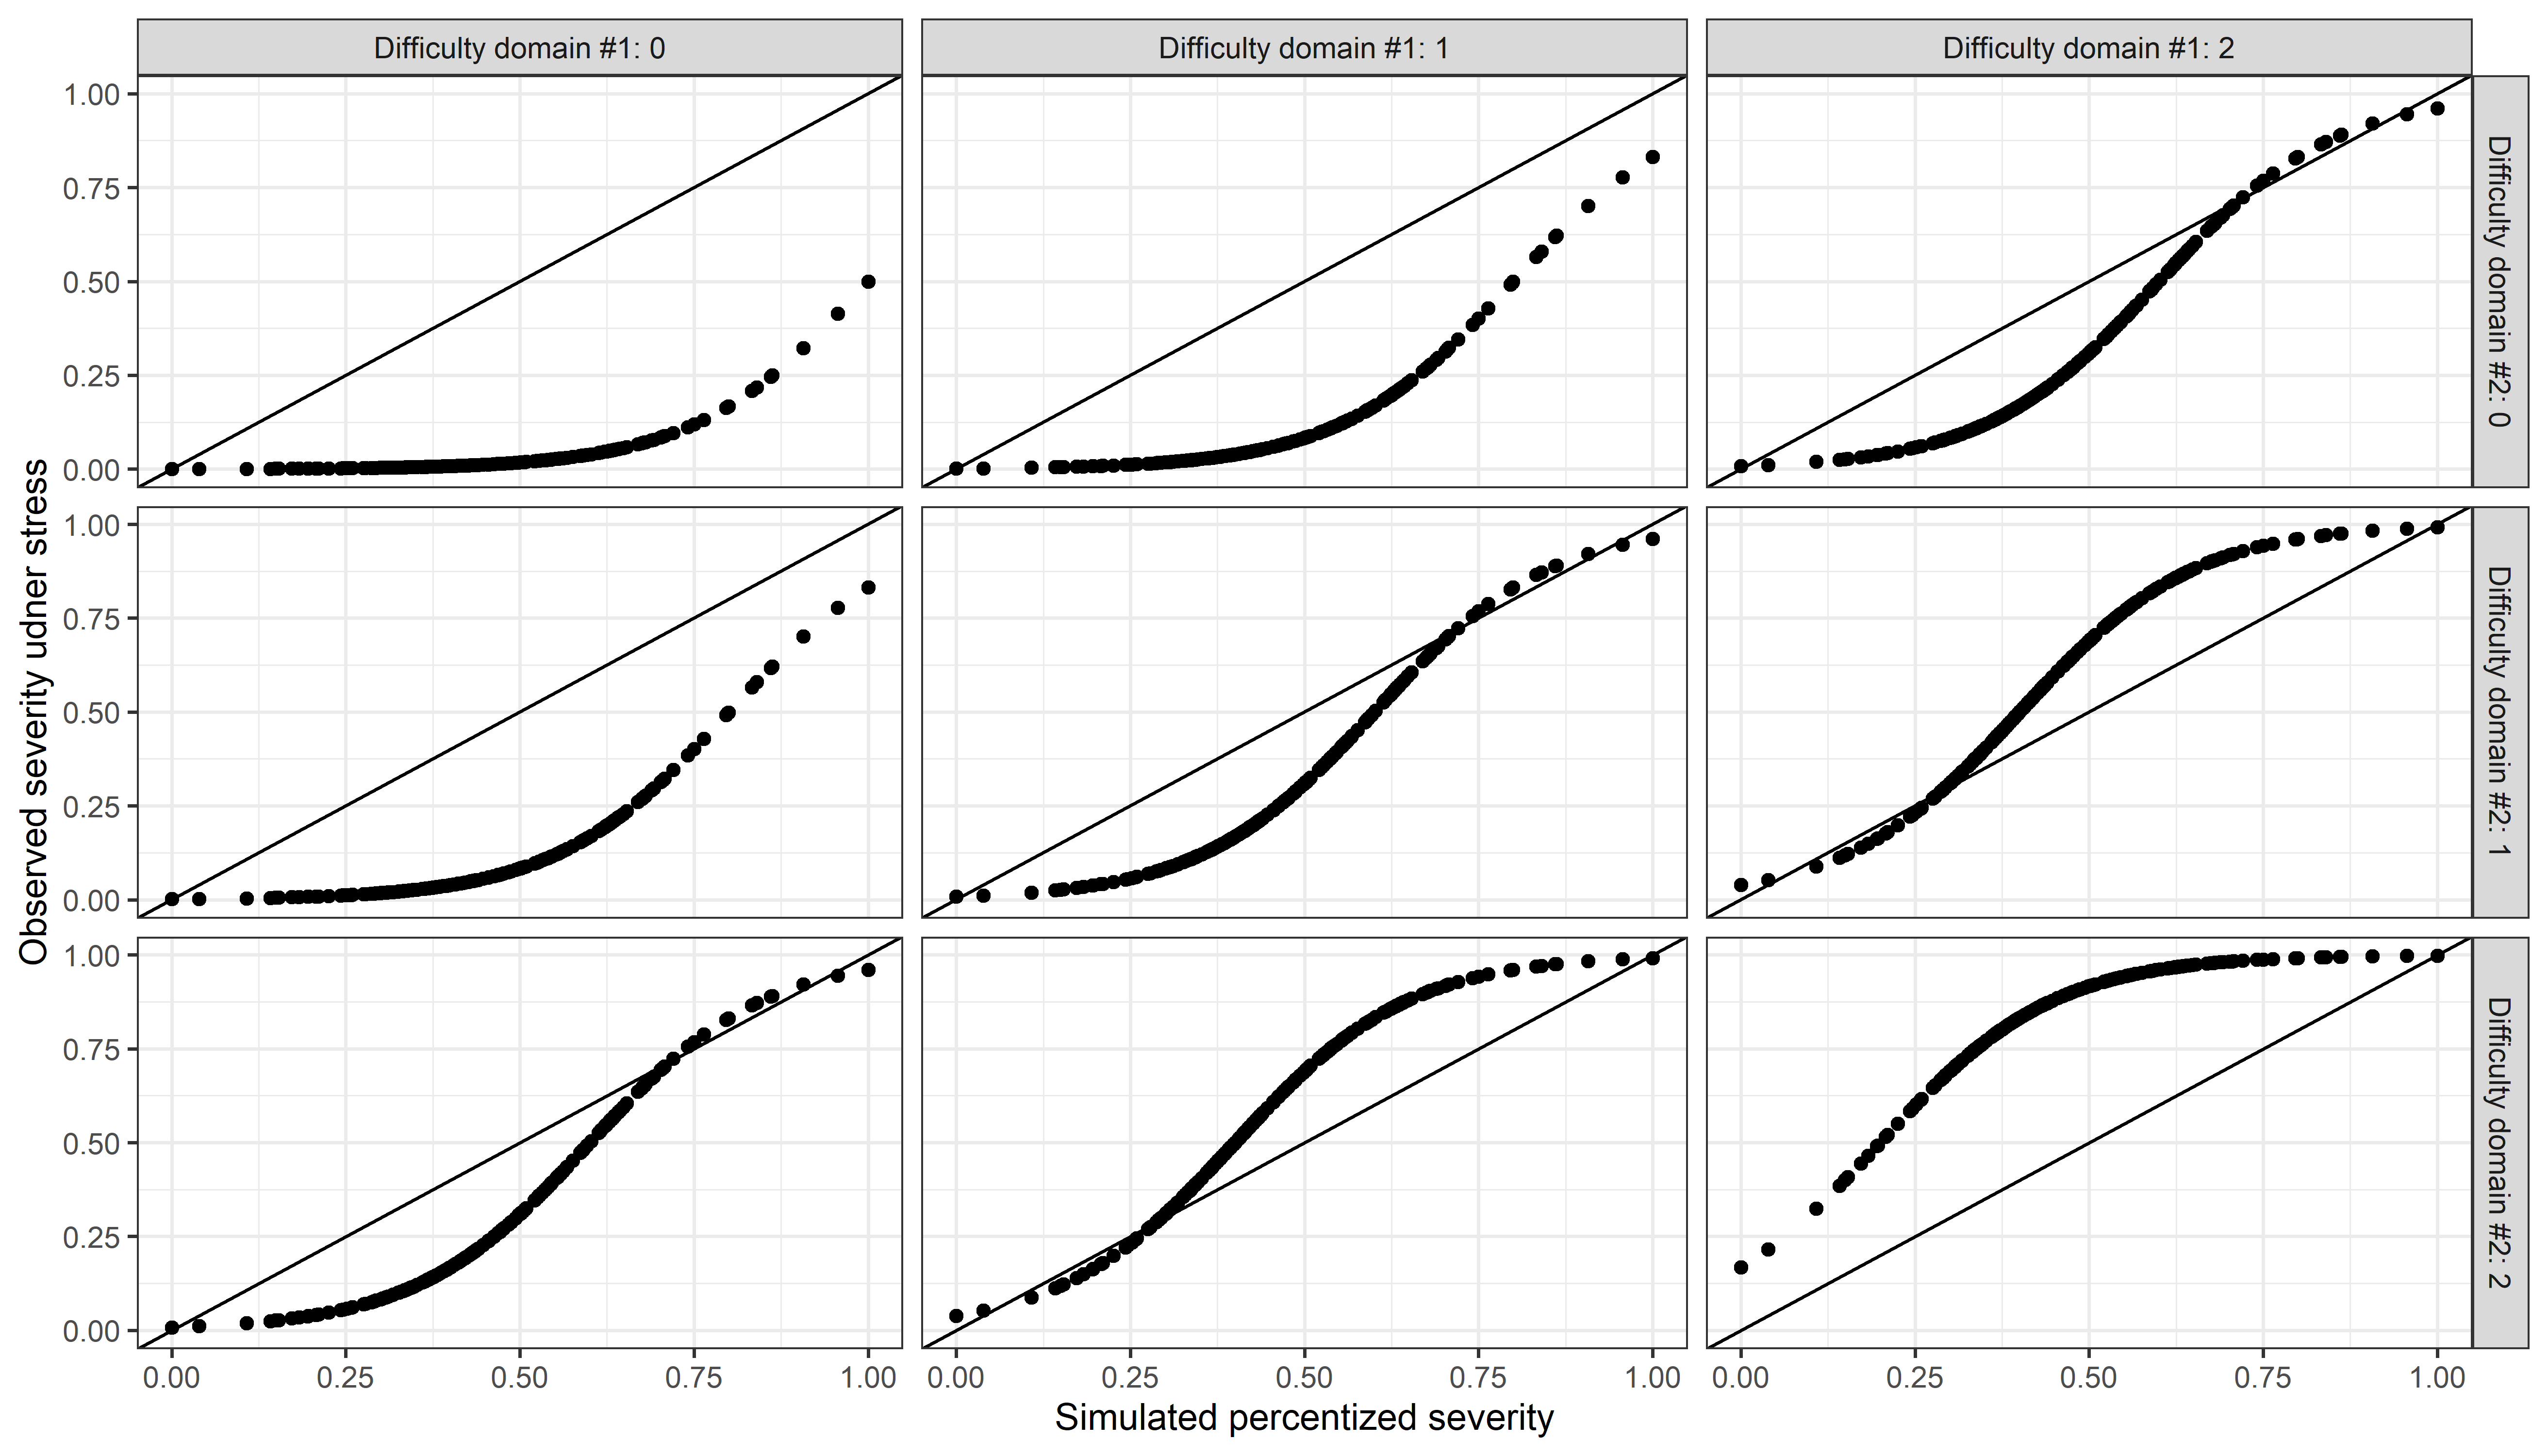 Difficulty domain #1: 0
Difficulty domain #1: 1
Difficulty domain #1: 2
1.00
0.75
0.50
0.25
0.00
Difficulty domain #2: 0
1.00
0.75
0.50
0.25
0.00
Difficulty domain #2: 1
1.00
0.75
0.50
0.25
0.00
Difficulty domain #2: 2
Observed severity udner stress
0.00 0.25 0.50 0.75 1.00 0.00 0.25 0.50 0.75 1.00 0.00 0.25 0.50 0.75 1.00
Simulated percentized severity